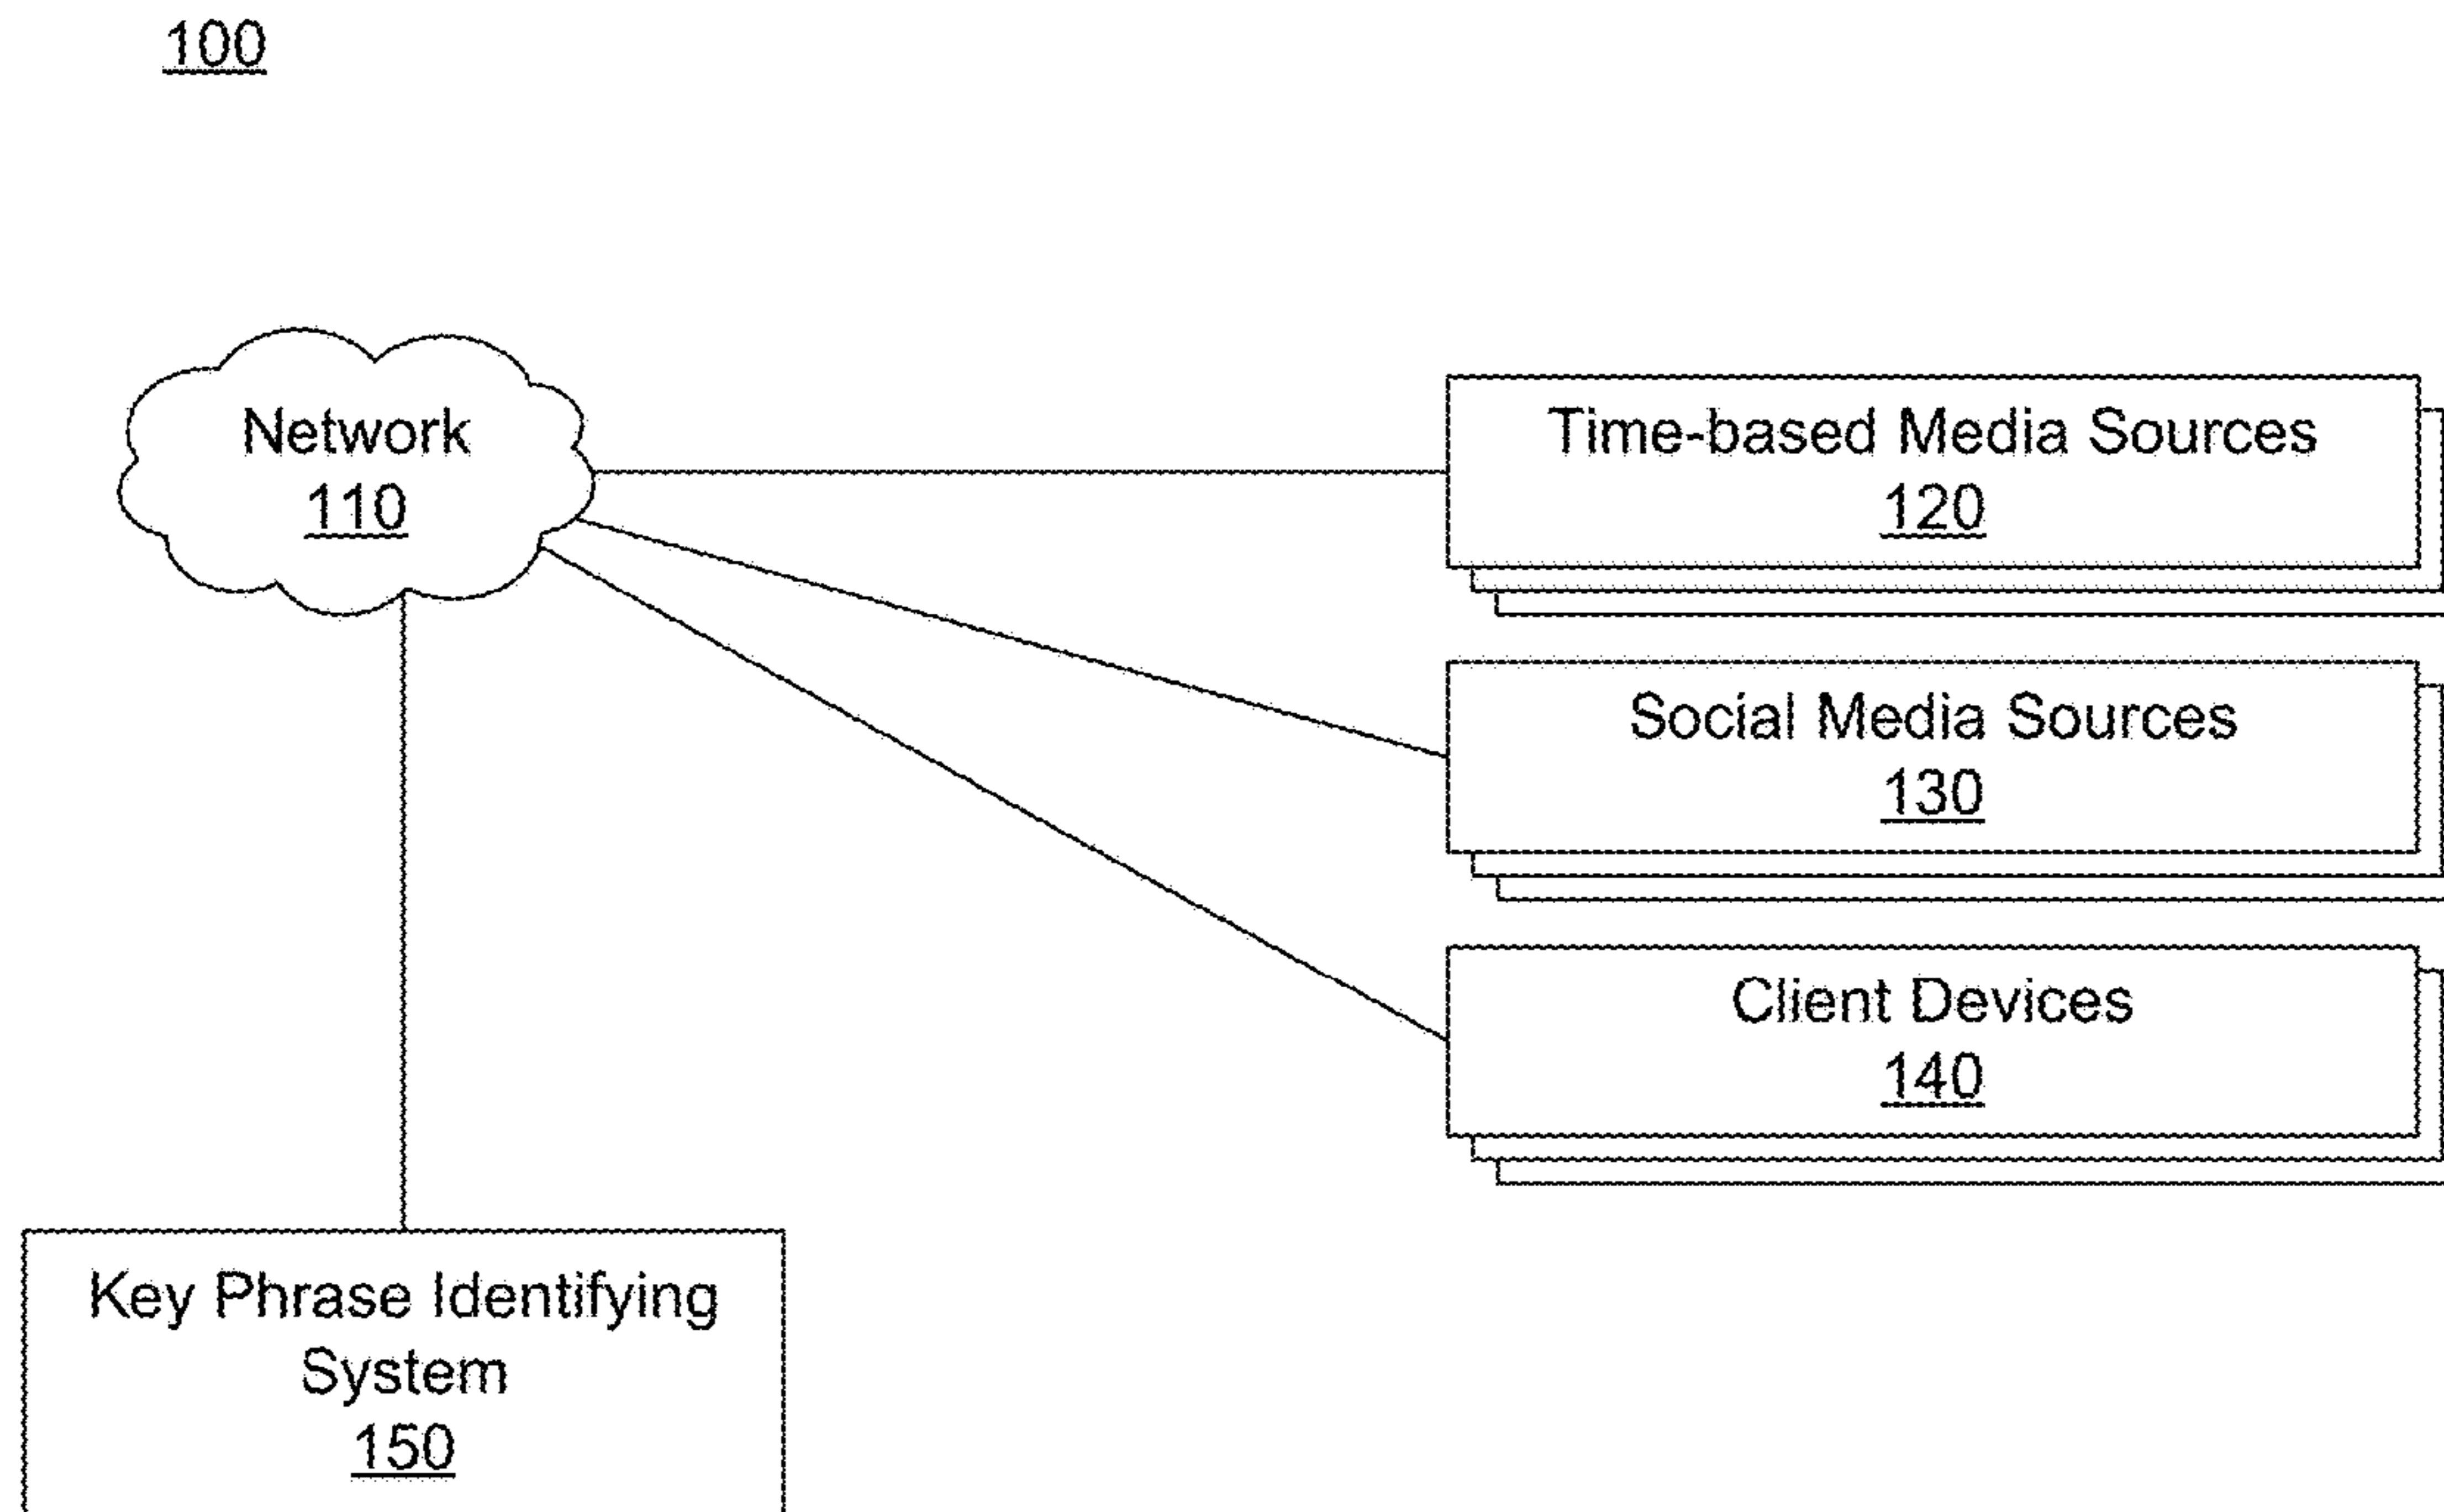 100
Network
110
Time-based Media Sources
120
Social Media Sources
130
Client Devices
140
Key Phrase Identifying
System
150